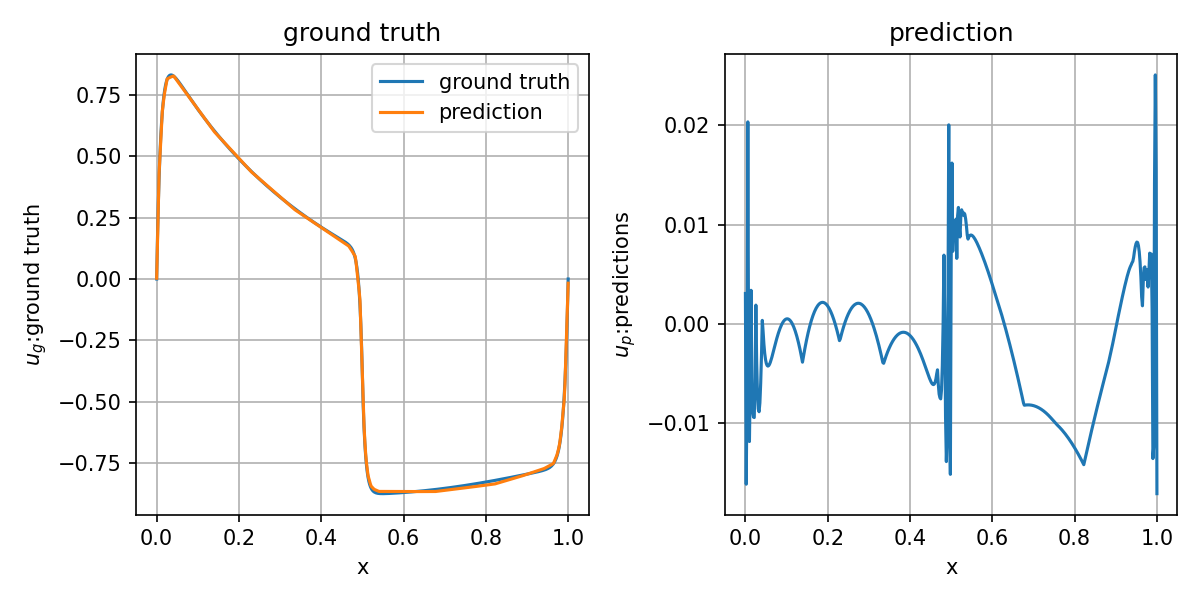 ground truth
ground truth
prediction
0.75
0.50
0.25
0.00
−0.25
−0.50
−0.75
u_g:ground truth
0.0 0.2 0.4 0.6 0.8 1.0
x
prediction
0.02
0.01
0.00
−0.01
u_p:predictions
0.0 0.2 0.4 0.6 0.8 1.0
x